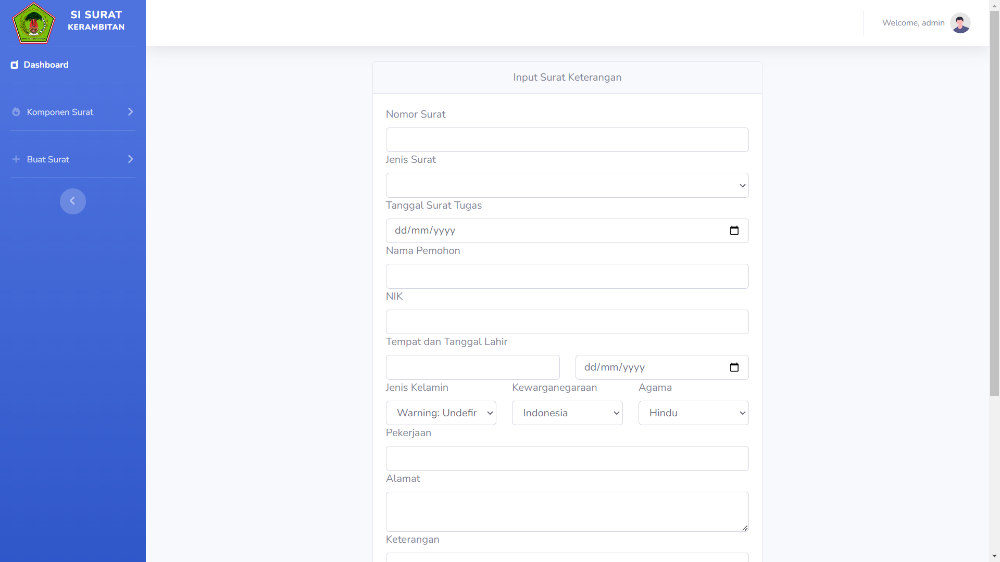 SI SURAT
KERAMBITAN
Welcome, admin
Dashboard
Komponen Surat
Buat Surat
Input Surat Keterangan
Nomor Surat
Jenis Surat
Tanggal Surat Tugas
dd/mm/yyyy
Nama Pemohon
NIK
Tempat dan Tanggal Lahir
dd/mm/yyyy
Jenis Kelamin Kewarganegaraan Agama
Warning: Undefir Indonesia Hindu
Pekerjaan
Alamat
Keterangan